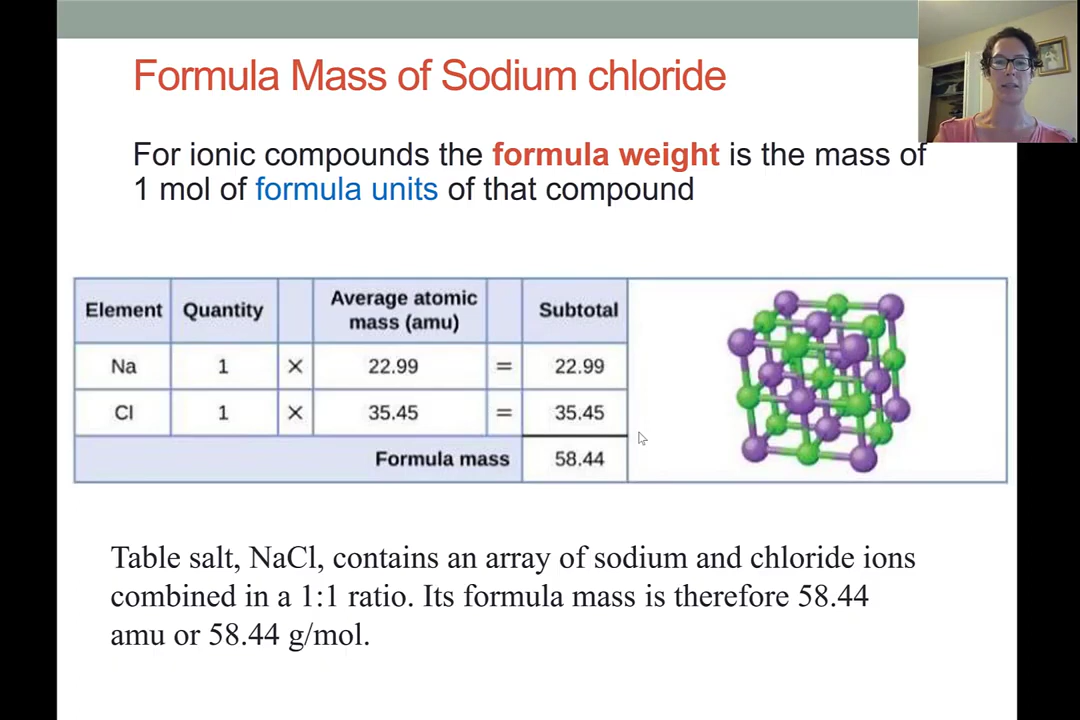 Formula Mass of Sodium chloride
For ionic compounds the formula weight is the mass of
1 mol of formula units of that compound
Element Quantity Average atomic mass (amu) Subtotal
Na 1 × 22.99 = 22.99
Cl 1 × 35.45 = 35.45
Formula mass 58.44
Table salt, NaCl, contains an array of sodium and chloride ions
combined in a 1:1 ratio. Its formula mass is therefore 58.44
amu or 58.44 g/mol.